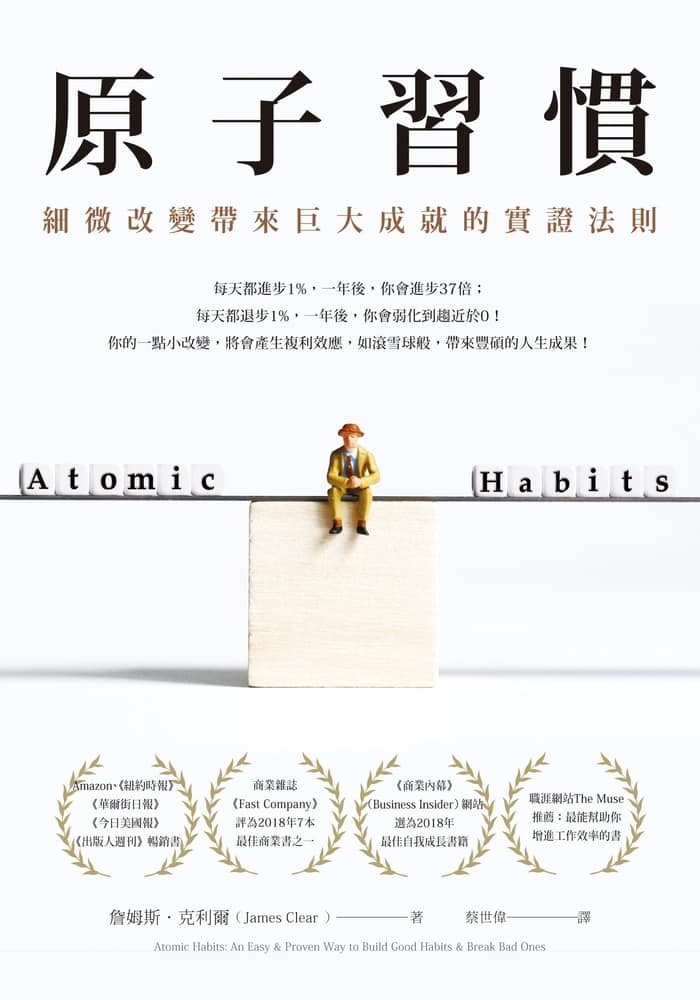 原子習慣
細微改變帶來巨大成就的實證法則
每天都進步1%，一年後，你會進步37倍；
每天都退步1%，一年後，你會弱化到趨近於0！
你的一點小改變，將會產生複利效應，如滾雪球般，帶來豐碩的人生成果！
Atomic Habits
Amazon、《紐約時報》
《華爾街日報》
《今日美國報》
《出版人週刊》暢銷書
商業雜誌
《Fast Company》
評為2018年7本
最佳商業書之一
《商業內幕》
（Business Insider）網站
選為2018年
最佳自我成長書籍
職涯網站The Muse
推薦：最能幫助你
增進工作效率的書
詹姆斯・克利爾（James Clear ）————著 蔡世偉————譯
Atomic Habits: An Easy & Proven Way to Build Good Habits & Break Bad Ones